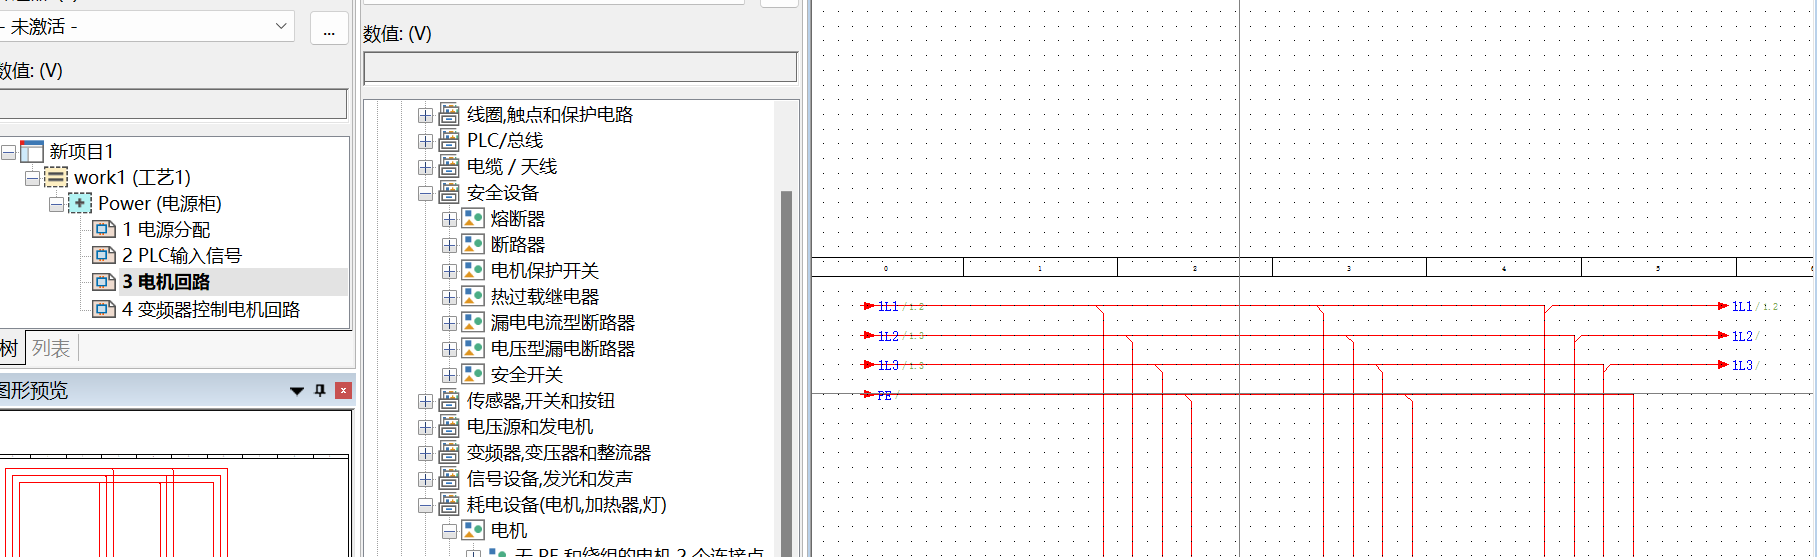 - 未激活 -
...
数值: (V)
新项目1
work1 (工艺1)
Power (电源柜)
1 电源分配
2 PLC输入信号
3 电机回路
4 变频器控制电机回路
树
列表
图形预览
数值: (V)
线圈,触点和保护电路
PLC/总线
电缆 / 天线
安全设备
熔断器
断路器
电机保护开关
热过载继电器
漏电电流型断路器
电压型漏电断路器
安全开关
传感器,开关和按钮
电压源和发电机
变频器,变压器和整流器
信号设备,发光和发声
耗电设备(电机,加热器,灯)
电机
0 1 2 3 4 5
1L1 / 1.2 1L1 / 1.2
1L2 / 1.3 1L2 /
1L3 / 1.3 1L3 /
PE /